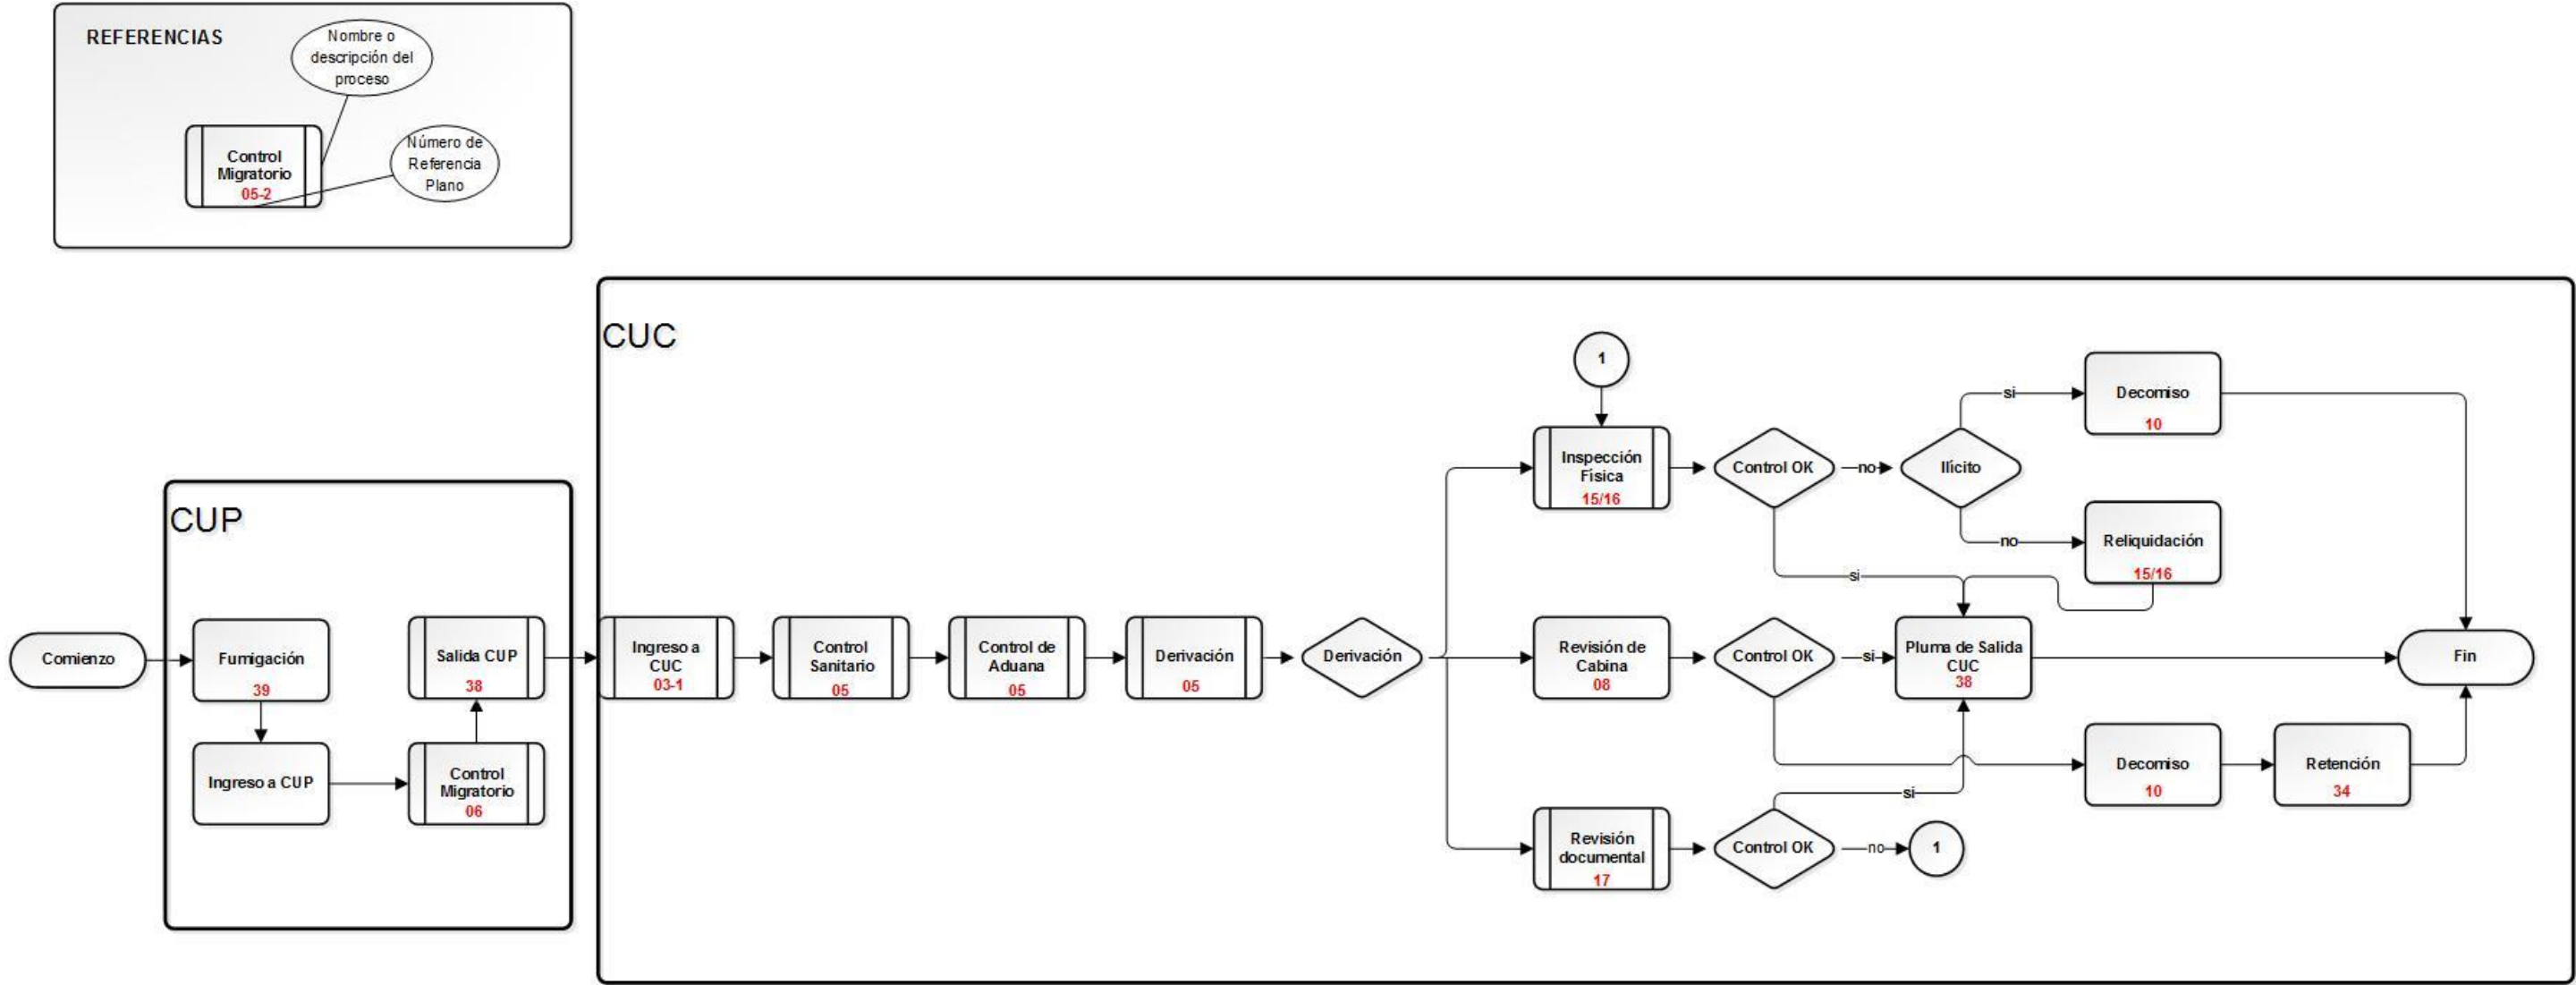 REFERENCIAS
Nombre o
descripción del
proceso
Control
Migratorio
05-2
Número de
Referencia
Plano
CUP
Comienzo
Fumigación
39
Ingreso a CUP
Control
Migratorio
06
Salida CUP
38
CUC
Ingreso a
CUC
03-1
Control
Sanitario
05
Control de
Aduana
05
Derivación
05
Derivación
1
Inspección
Física
15/16
Control OK
no
Ilícito
si
Decomiso
10
no
Reliquidación
15/16
si
Revisión de
Cabina
08
Control OK
si
Pluma de Salida
CUC
38
Fin
Decomiso
10
Retención
34
Revisión
documental
17
Control OK
si
no
1